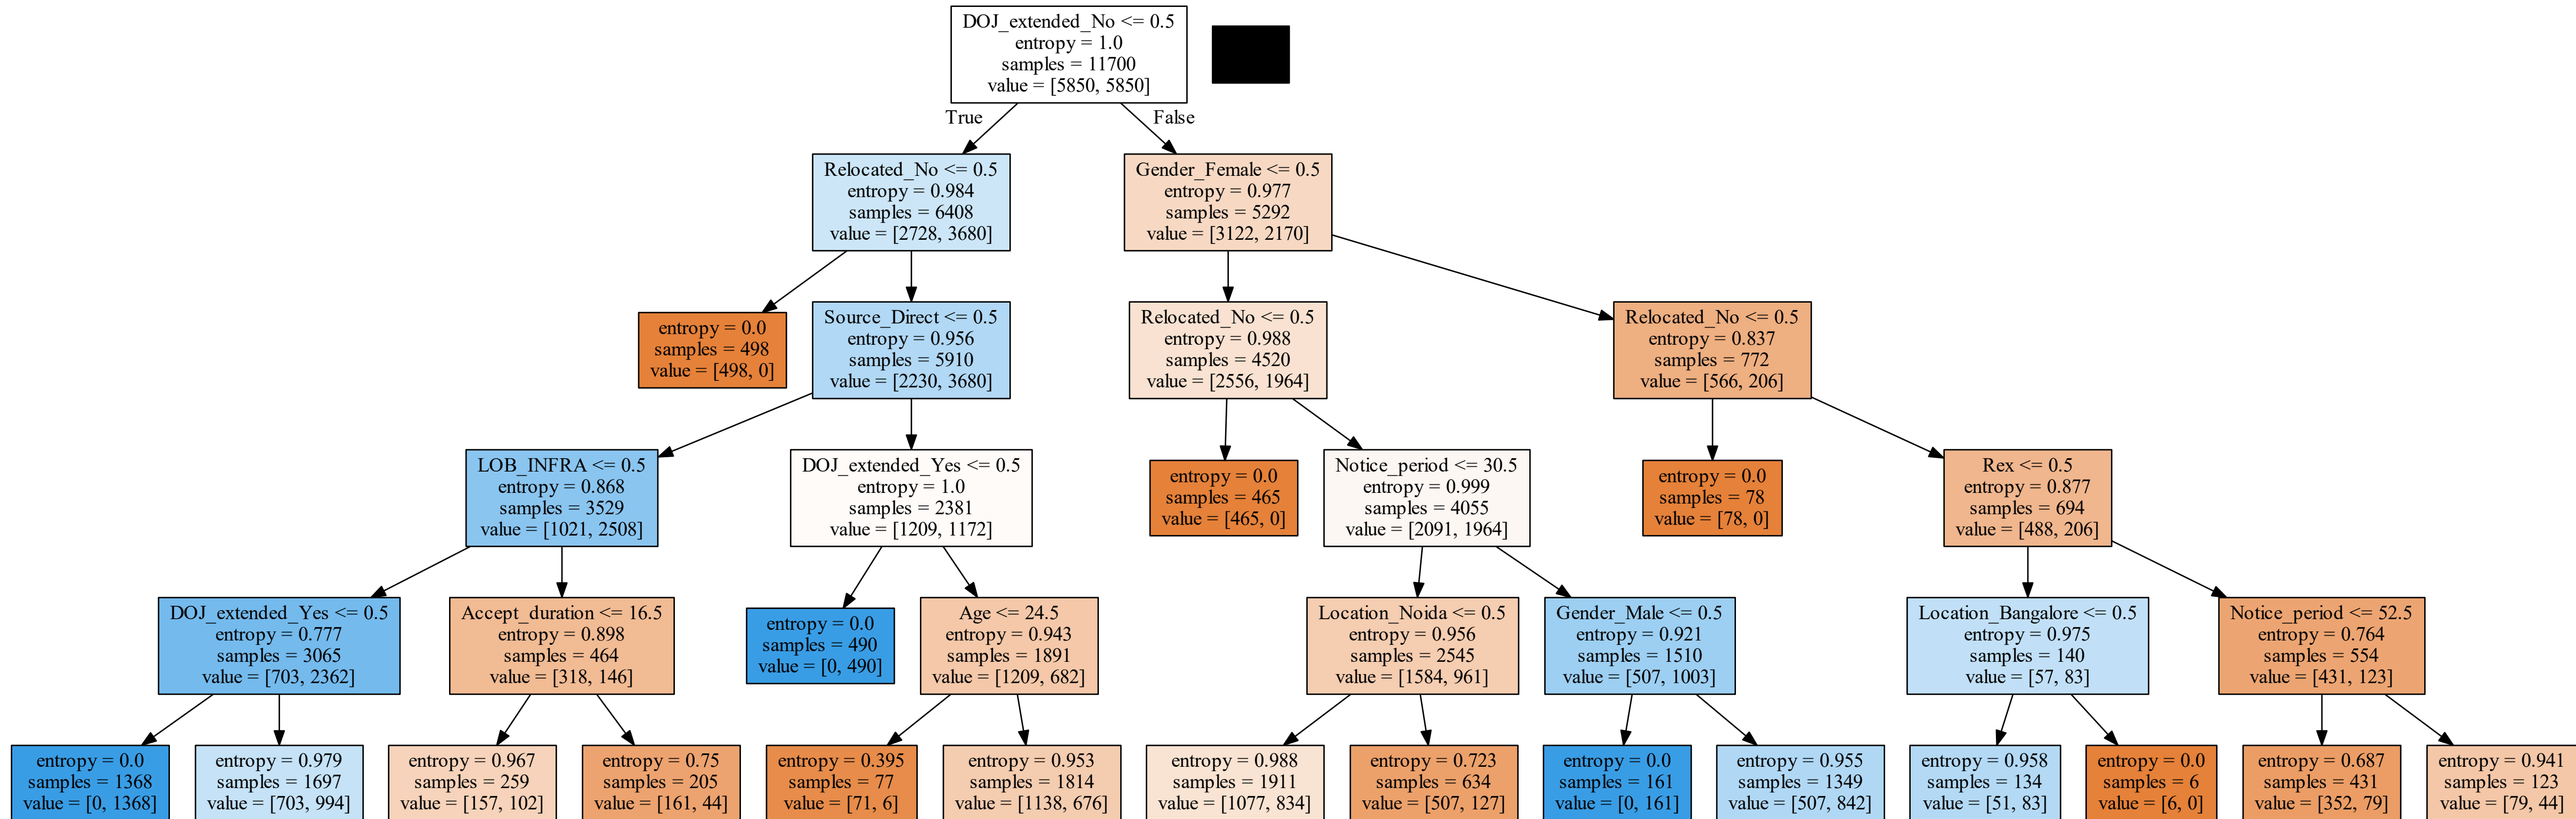 DOJ_extended_No <= 0.5
entropy = 1.0
samples = 11700
value = [5850, 5850]
True
False
Relocated_No <= 0.5
entropy = 0.984
samples = 6408
value = [2728, 3680]
Gender_Female <= 0.5
entropy = 0.977
samples = 5292
value = [3122, 2170]
entropy = 0.0
samples = 498
value = [498, 0]
Source_Direct <= 0.5
entropy = 0.956
samples = 5910
value = [2230, 3680]
Relocated_No <= 0.5
entropy = 0.988
samples = 4520
value = [2556, 1964]
Relocated_No <= 0.5
entropy = 0.837
samples = 772
value = [566, 206]
LOB_INFRA <= 0.5
entropy = 0.868
samples = 3529
value = [1021, 2508]
DOJ_extended_Yes <= 0.5
entropy = 1.0
samples = 2381
value = [1209, 1172]
entropy = 0.0
samples = 465
value = [465, 0]
Notice_period <= 30.5
entropy = 0.999
samples = 4055
value = [2091, 1964]
entropy = 0.0
samples = 78
value = [78, 0]
Rex <= 0.5
entropy = 0.877
samples = 694
value = [488, 206]
DOJ_extended_Yes <= 0.5
entropy = 0.777
samples = 3065
value = [703, 2362]
Accept_duration <= 16.5
entropy = 0.898
samples = 464
value = [318, 146]
entropy = 0.0
samples = 490
value = [0, 490]
Age <= 24.5
entropy = 0.943
samples = 1891
value = [1209, 682]
Location_Noida <= 0.5
entropy = 0.956
samples = 2545
value = [1584, 961]
Gender_Male <= 0.5
entropy = 0.921
samples = 1510
value = [507, 1003]
Location_Bangalore <= 0.5
entropy = 0.975
samples = 140
value = [57, 83]
Notice_period <= 52.5
entropy = 0.764
samples = 554
value = [431, 123]
entropy = 0.0
samples = 1368
value = [0, 1368]
entropy = 0.979
samples = 1697
value = [703, 994]
entropy = 0.967
samples = 259
value = [157, 102]
entropy = 0.75
samples = 205
value = [161, 44]
entropy = 0.395
samples = 77
value = [71, 6]
entropy = 0.953
samples = 1814
value = [1138, 676]
entropy = 0.988
samples = 1911
value = [1077, 834]
entropy = 0.723
samples = 634
value = [507, 127]
entropy = 0.0
samples = 161
value = [0, 161]
entropy = 0.955
samples = 1349
value = [507, 842]
entropy = 0.958
samples = 134
value = [51, 83]
entropy = 0.0
samples = 6
value = [6, 0]
entropy = 0.687
samples = 431
value = [352, 79]
entropy = 0.941
samples = 123
value = [79, 44]